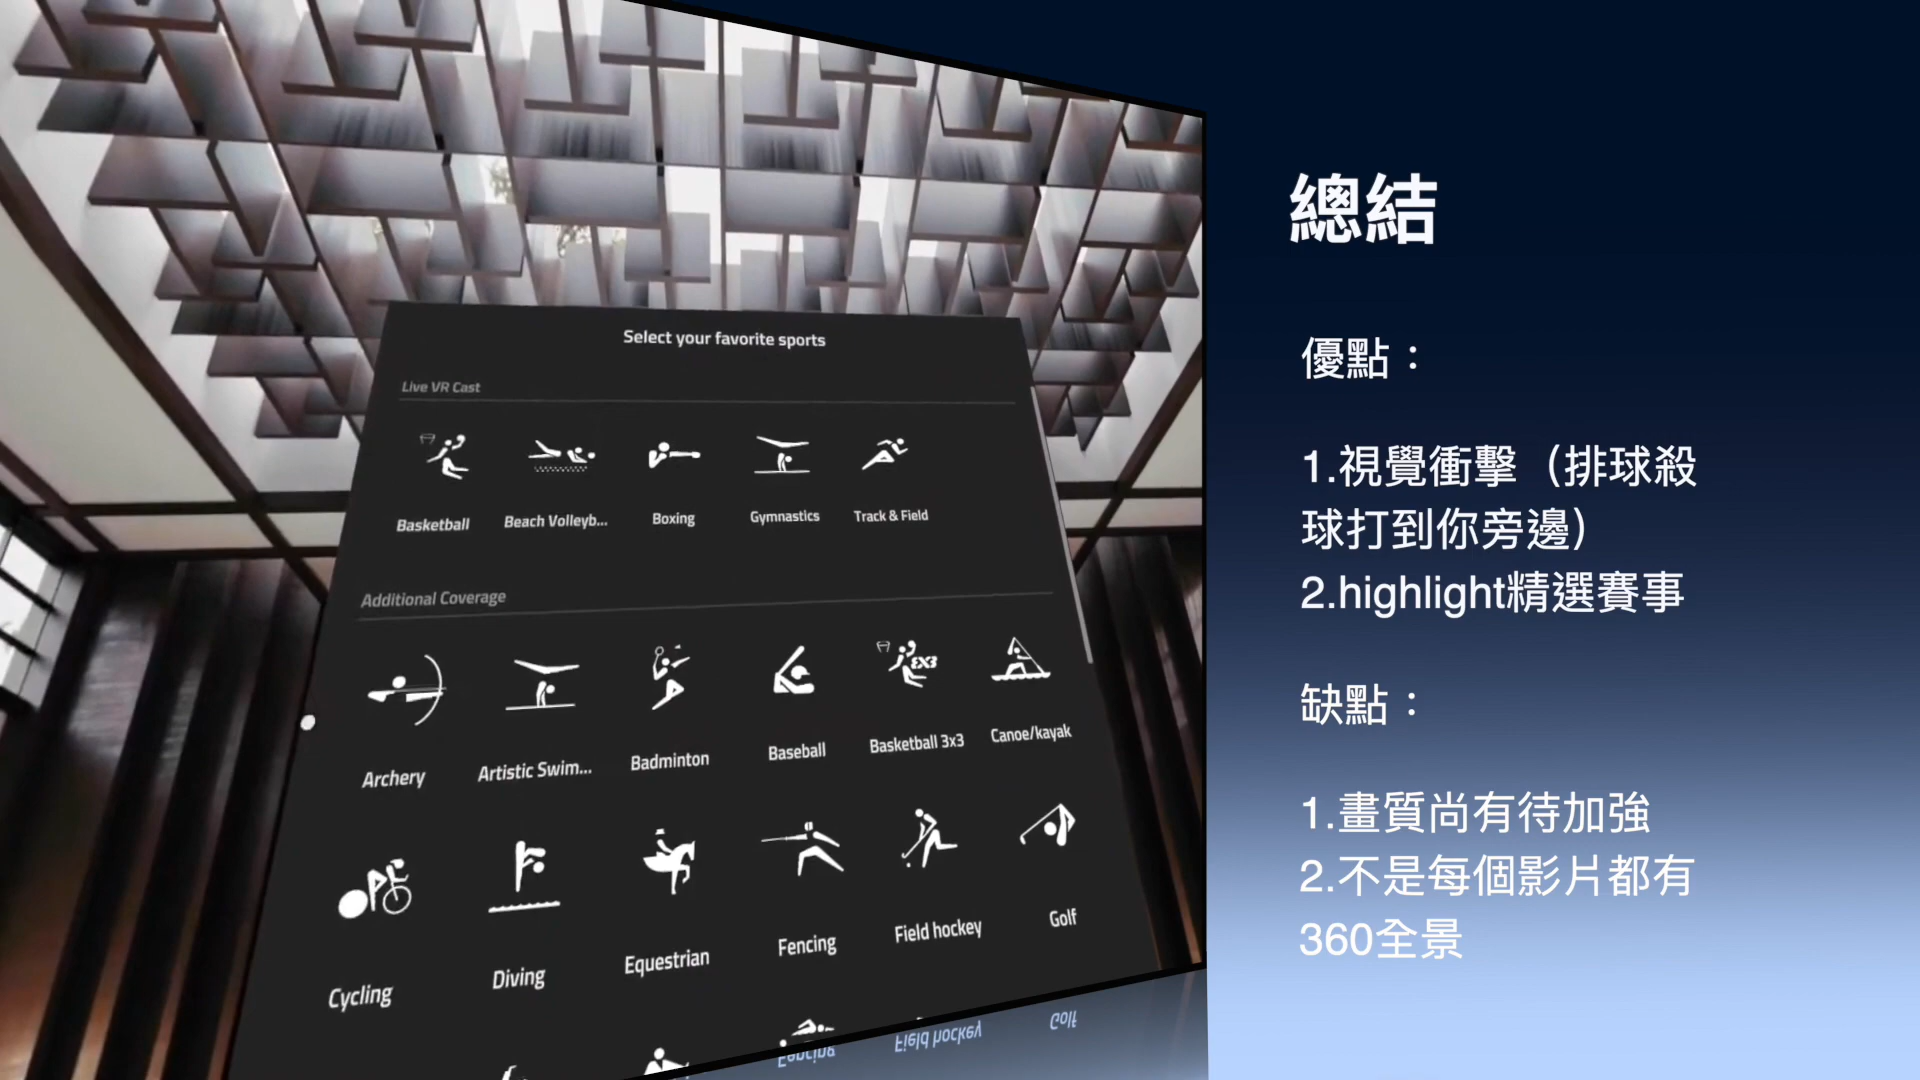 Select your favorite sports
Live VR Cast
Basketball
Beach Volleyb...
Boxing
Gymnastics
Track & Field
Additional Coverage
3X3
Archery
Artistic Swim...
Badminton
Baseball
Basketball 3x3
Canoe/kayak
Cycling
Diving
Equestrian
Fencing
Field hockey
Golf
總結
優點：
1.視覺衝擊（排球殺
球打到你旁邊）
2.highlight精選賽事
缺點：
1.畫質尚有待加強
2.不是每個影片都有
360全景